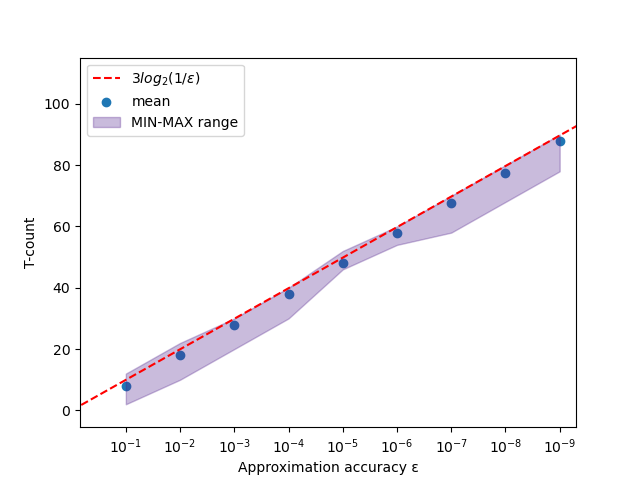 3log₂(1/ε)
mean
MIN-MAX range
100
80
60
40
20
0
T-count
10⁻¹ 10⁻² 10⁻³ 10⁻⁴ 10⁻⁵ 10⁻⁶ 10⁻⁷ 10⁻⁸ 10⁻⁹
Approximation accuracy ε